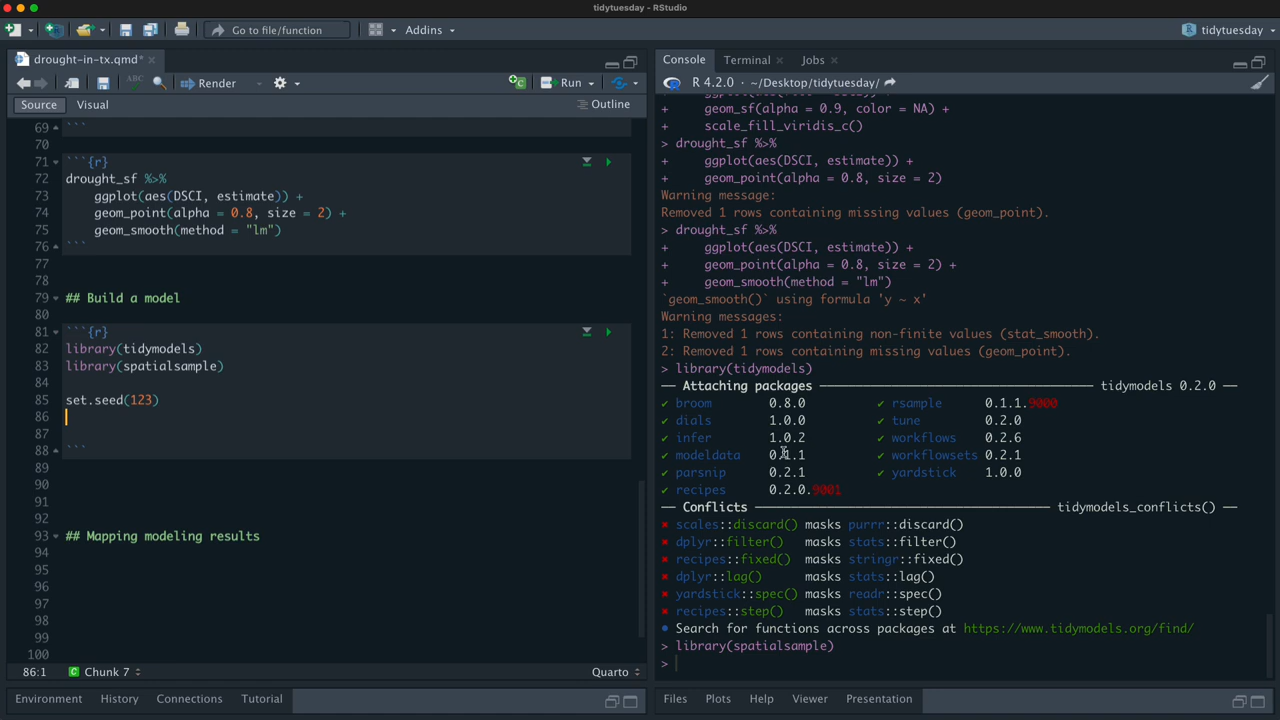 tidytuesday - RStudio
Go to file/function
Addins
tidytuesday
drought-in-tx.qmd*
ABC
Render
Run
Source
Visual
Outline
69 ```
70
71 ```{r}
72 drought_sf %>%
73 ggplot(aes(DSCI, estimate)) +
74 geom_point(alpha = 0.8, size = 2) +
75 geom_smooth(method = "lm")
76 ```
77
78
79 ## Build a model
80
81 ```{r}
82 library(tidymodels)
83 library(spatialsample)
84
85 set.seed(123)
86
87
88 ```
89
90
91
92
93 ## Mapping modeling results
94
95
96
97
98
99
100
86:1 Chunk 7 Quarto
Environment History Connections Tutorial
Console Terminal Jobs
R 4.2.0 · ~/Desktop/tidytuesday/
+ geom_sf(alpha = 0.9, color = NA) +
+ scale_fill_viridis_c()
> drought_sf %>%
+ ggplot(aes(DSCI, estimate)) +
+ geom_point(alpha = 0.8, size = 2)
Warning message:
Removed 1 rows containing missing values (geom_point).
> drought_sf %>%
+ ggplot(aes(DSCI, estimate)) +
+ geom_point(alpha = 0.8, size = 2) +
+ geom_smooth(method = "lm")
`geom_smooth()` using formula 'y ~ x'
Warning messages:
1: Removed 1 rows containing non-finite values (stat_smooth).
2: Removed 1 rows containing missing values (geom_point).
> library(tidymodels)
── Attaching packages ── tidymodels 0.2.0 ──
✔ broom 0.8.0 ✔ rsample 0.1.1.9000
✔ dials 1.0.0 ✔ tune 0.2.0
✔ infer 1.0.2 ✔ workflows 0.2.6
✔ modeldata 0.1.1 ✔ workflowsets 0.2.1
✔ parsnip 0.2.1 ✔ yardstick 1.0.0
✔ recipes 0.2.0.9001
── Conflicts ── tidymodels_conflicts() ──
✖ scales::discard() masks purrr::discard()
✖ dplyr::filter() masks stats::filter()
✖ recipes::fixed() masks stringr::fixed()
✖ dplyr::lag() masks stats::lag()
✖ yardstick::spec() masks readr::spec()
✖ recipes::step() masks stats::step()
• Search for functions across packages at https://www.tidymodels.org/find/
> library(spatialsample)
>
Files Plots Help Viewer Presentation